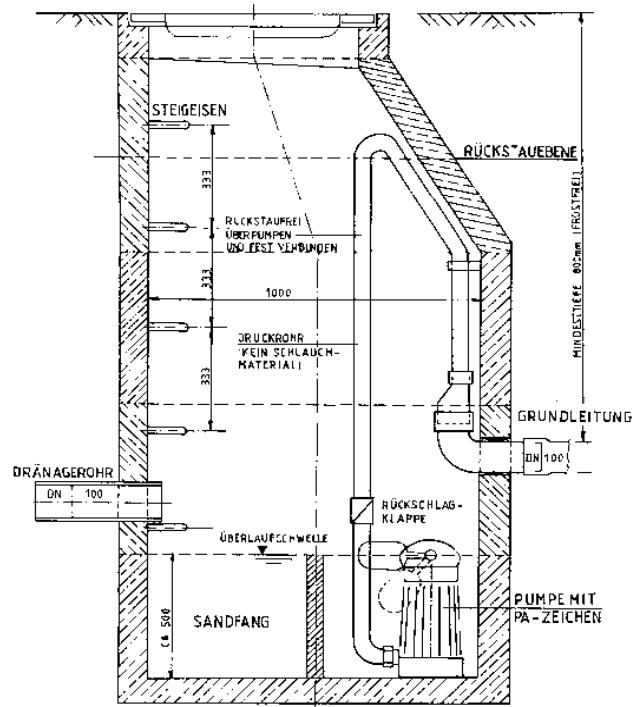 STEIGEISEN
RÜCKSTAUEBENE
333
RÜCKSTAUFREI
ÜBERPUMPEN
UND FEST VERBINDEN
333
1000
MINDESTTIEFE 800mm (FROSTFREI)
DRUCKROHR
(KEIN SCHLAUCH-
MATERIAL)
333
GRUNDLEITUNG
DN 100
DRÄNAGEROHR
DN 100
RÜCKSCHLAG-
KLAPPE
ÜBERLAUFSCHWELLE
CA 500
SANDFANG
PUMPE MIT
PA-ZEICHEN